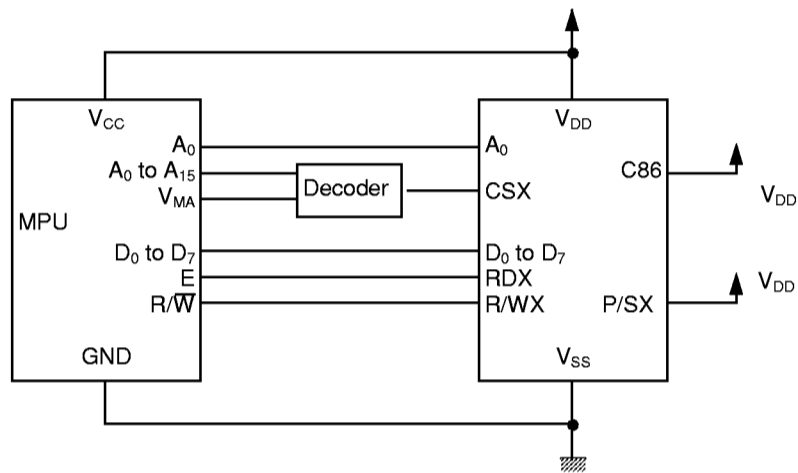 VCC
VDD
A0
A0
A0 to A15
C86
Decoder
VMA
CSX
VDD
MPU
D0 to D7
D0 to D7
E
RDX
VDD
R/W̅
R/WX
P/SX
GND
VSS